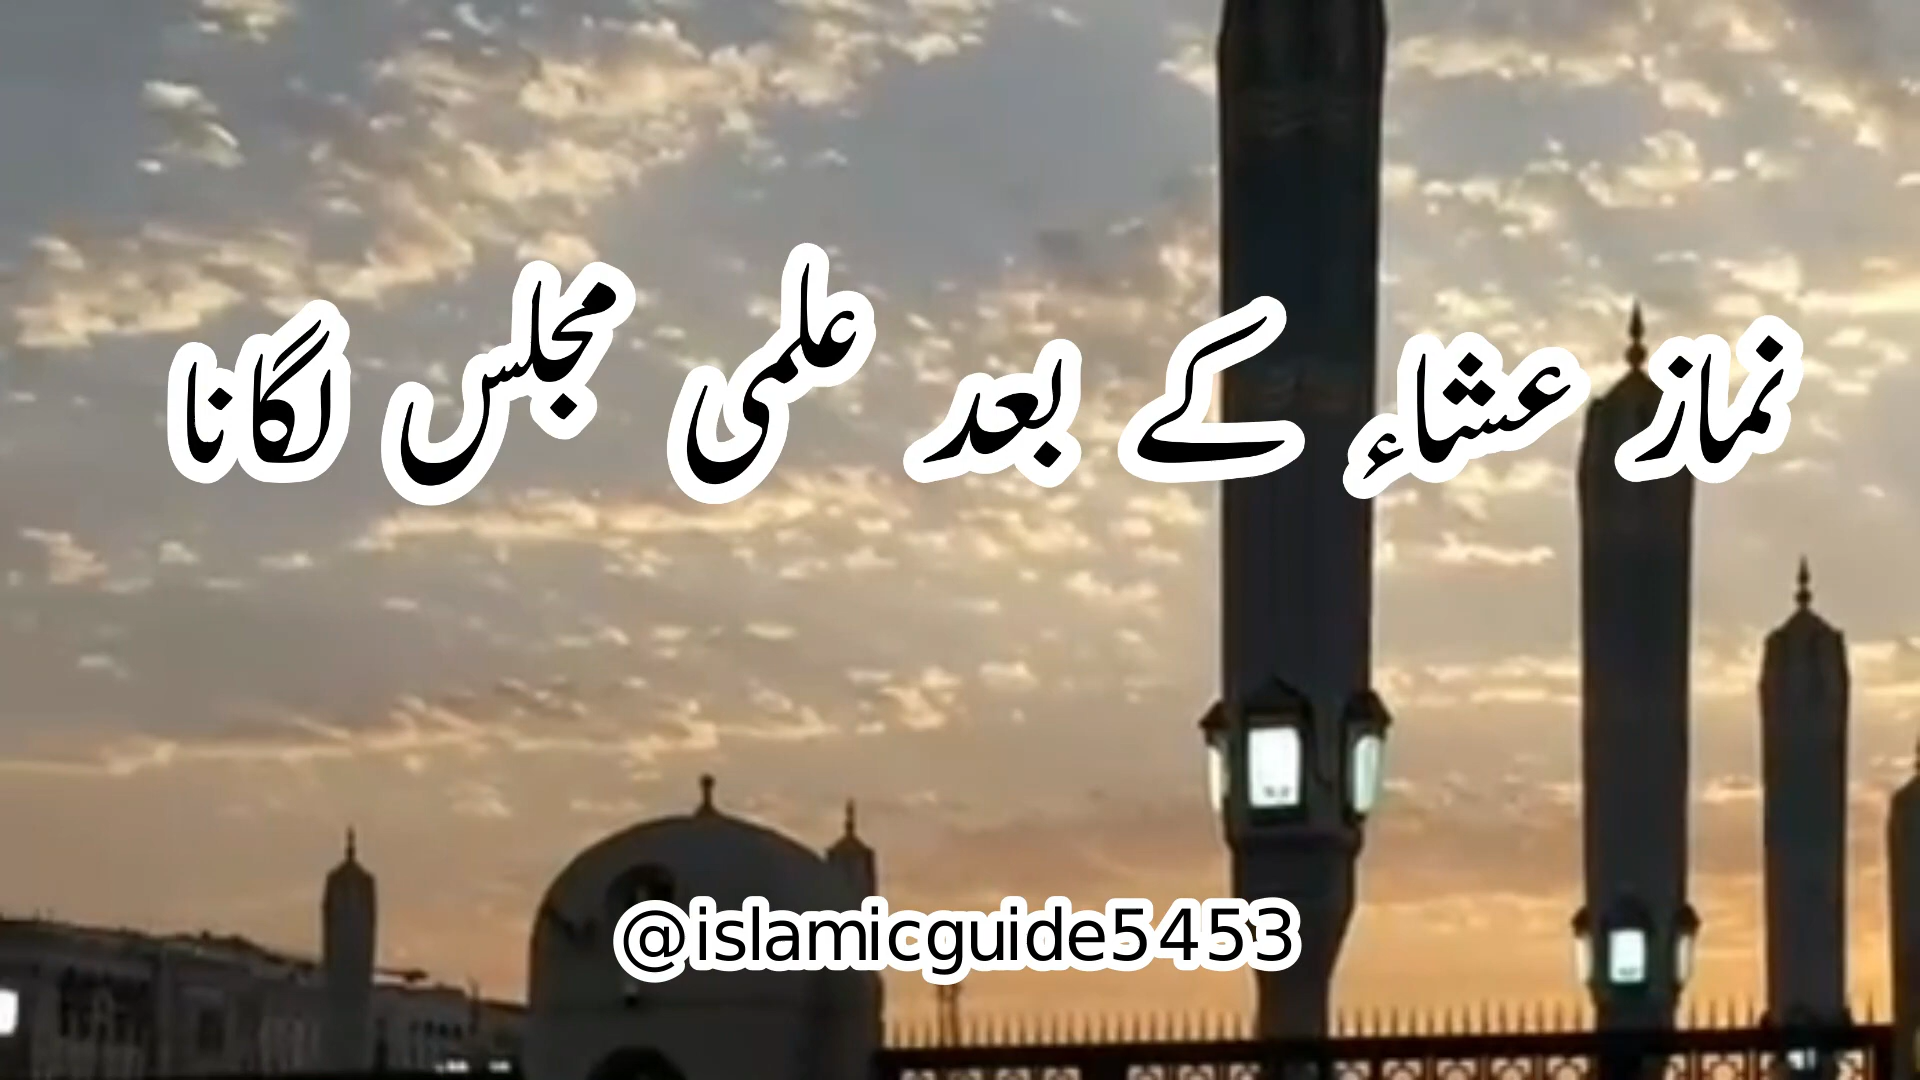 نماز عشاء کے بعد علمی مجلس لگانا
@islamicguide5453